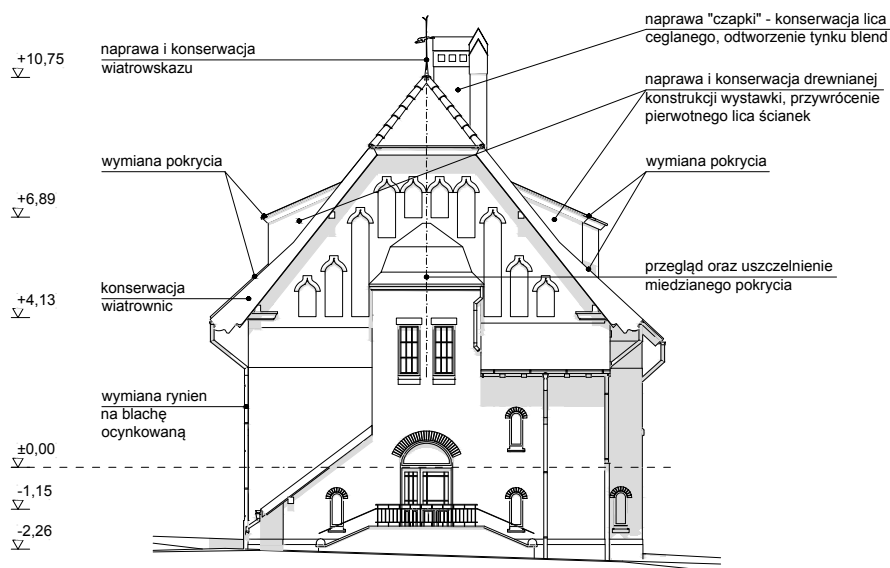 naprawa "czapki" - konserwacja lica
ceglanego, odtworzenie tynku blend
+10,75
naprawa i konserwacja
wiatrowskazu
naprawa i konserwacja drewnianej
konstrukcji wystawki, przywrócenie
pierwotnego lica ścianek
wymiana pokrycia
wymiana pokrycia
+6,89
przegląd oraz uszczelnienie
miedzianego pokrycia
konserwacja
wiatrownic
+4,13
wymiana rynien
na blachę
ocynkowaną
±0,00
-1,15
-2,26